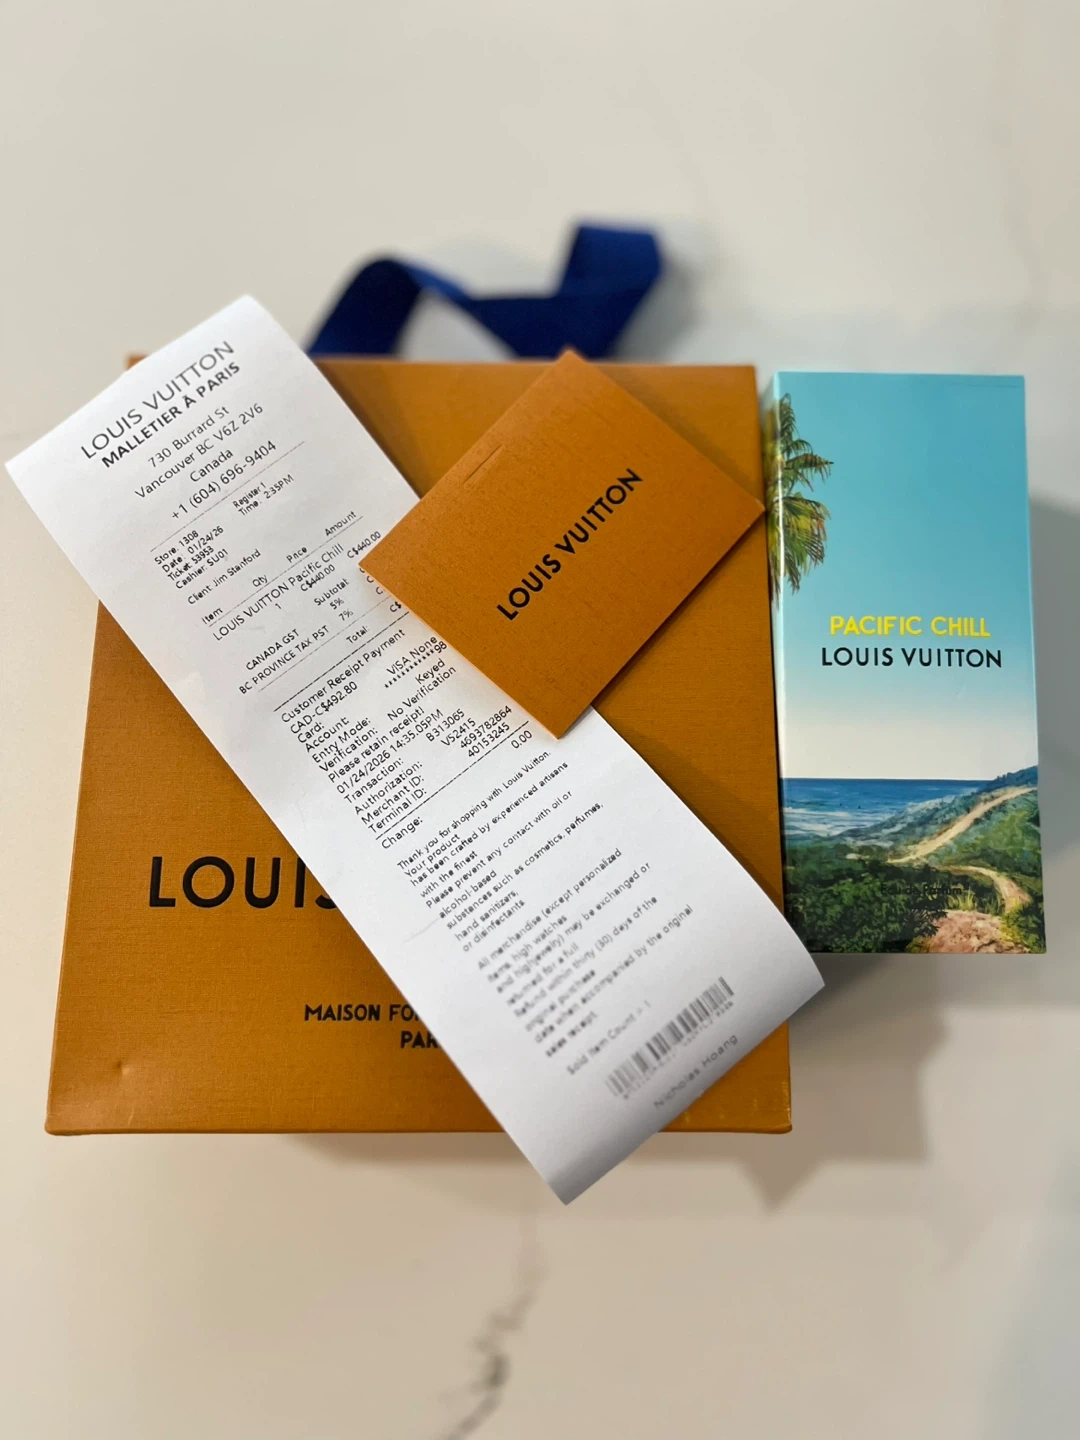 LOUIS VUITTON
MALLETIER À PARIS
730 Burrard St
Vancouver BC V6Z 2V6
Canada
+1 (604) 696-9404
Store: 1308 Register 1
Date: 01/24/26 Time: 2:35PM
Ticket 53953
Cashier: SU01
Client Jim Stanford
Item Qty Price Amount
LOUIS VUITTON Pacific Chill
1 C$440.00 C$440.00
Subtotal: C
CANADA GST 5% C
BC PROVINCE TAX PST 7% C
Total: C$
Customer Receipt Payment
CAD-C$492.80
Card: VISA None
Account: ***********98
Entry Mode: Keyed
Verification: No Verification
Please retain receipt!
01/24/2026 14:35:05PM
Transaction: B313065
Authorization: VS2415
Merchant ID: 4693782864
Terminal ID: 40153245
Change: 0.00
Thank you for shopping with Louis Vuitton.
Your product
has been crafted by experienced artisans
with the finest
Please prevent any contact with oil or
alcohol-based
substances such as cosmetics, perfumes,
hand sanitizers,
or disinfectants
All merchandise (except personalized
items, high watches
and highjewelry) may be exchanged or
returned for a full
Refund within thirty (30) days of the
original purchase
date when accompanied by the original
sales receipt.
Sold Item Count = 1
Nicholas Hoang
LOUIS VUITTON
PACIFIC CHILL
LOUIS VUITTON
Eau de Parfum
LOUIS
MAISON FO
PAR